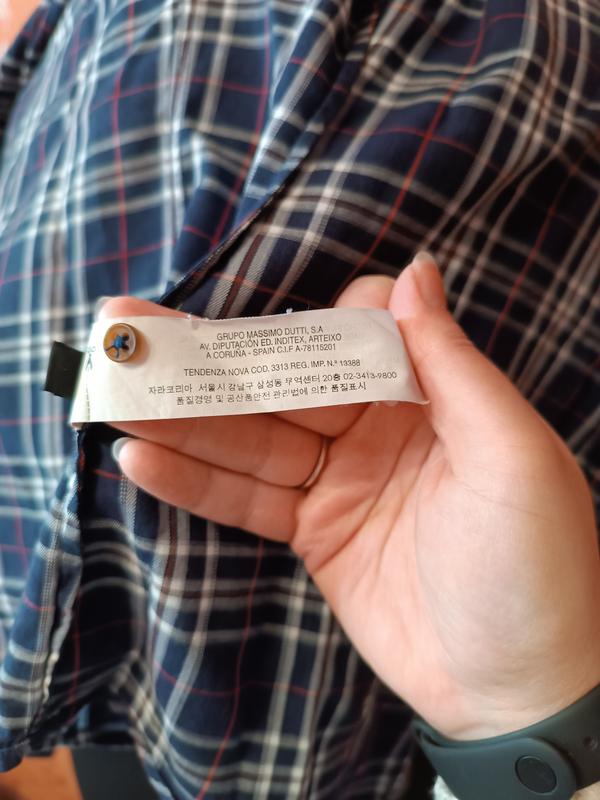 GRUPO MASSIMO DUTTI, S.A
AV. DIPUTACIÓN ED. INDITEX, ARTEIXO
A CORUÑA - SPAIN C.I.F A-78115201
TENDENZA NOVA COD. 3313 REG. IMP. N.º 13388
자라코리아 서울시 강남구 삼성동 무역센터 20층 02-3413-9800
품질경영 및 공산품안전 관리법에 의한 품질표시